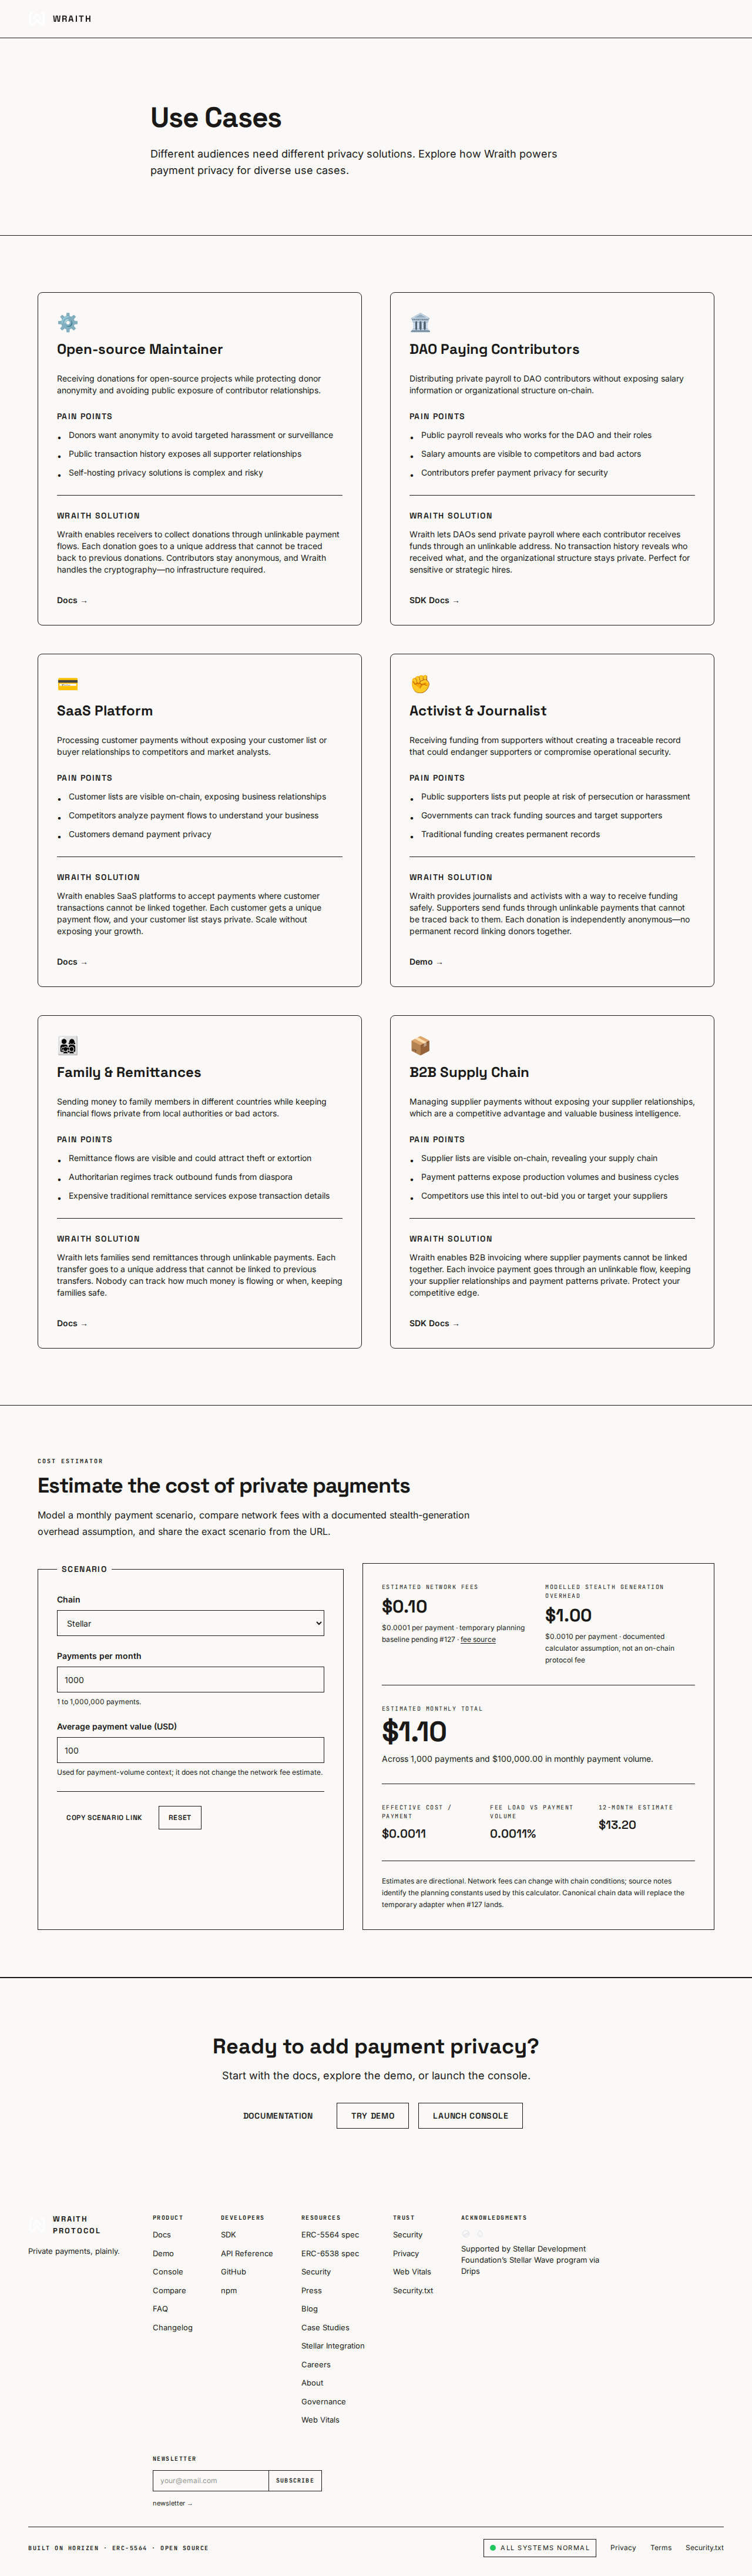 WRAITH
Use Cases
Different audiences need different privacy solutions. Explore how Wraith powers
payment privacy for diverse use cases.
Open-source Maintainer
Receiving donations for open-source projects while protecting donor
anonymity and avoiding public exposure of contributor relationships.
PAIN POINTS
• Donors want anonymity to avoid targeted harassment or surveillance
• Public transaction history exposes all supporter relationships
• Self-hosting privacy solutions is complex and risky
WRAITH SOLUTION
Wraith enables receivers to collect donations through unlinkable payment
flows. Each donation goes to a unique address that cannot be traced
back to previous donations. Contributors stay anonymous, and Wraith
handles the cryptography—no infrastructure required.
Docs →
DAO Paying Contributors
Distributing private payroll to DAO contributors without exposing salary
information or organizational structure on-chain.
PAIN POINTS
• Public payroll reveals who works for the DAO and their roles
• Salary amounts are visible to competitors and bad actors
• Contributors prefer payment privacy for security
WRAITH SOLUTION
Wraith lets DAOs send private payroll where each contributor receives
funds through an unlinkable address. No transaction history reveals who
received what, and the organizational structure stays private. Perfect for
sensitive or strategic hires.
SDK Docs →
SaaS Platform
Processing customer payments without exposing your customer list or
buyer relationships to competitors and market analysts.
PAIN POINTS
• Customer lists are visible on-chain, exposing business relationships
• Competitors analyze payment flows to understand your business
• Customers demand payment privacy
WRAITH SOLUTION
Wraith enables SaaS platforms to accept payments where customer
transactions cannot be linked together. Each customer gets a unique
payment flow, and your customer list stays private. Scale without
exposing your growth.
Docs →
Activist & Journalist
Receiving funding from supporters without creating a traceable record
that could endanger supporters or compromise operational security.
PAIN POINTS
• Public supporters lists put people at risk of persecution or harassment
• Governments can track funding sources and target supporters
• Traditional funding creates permanent records
WRAITH SOLUTION
Wraith provides journalists and activists with a way to receive funding
safely. Supporters send funds through unlinkable payments that cannot
be traced back to them. Each donation is independently anonymous—no
permanent record linking donors together.
Demo →
Family & Remittances
Sending money to family members in different countries while keeping
financial flows private from local authorities or bad actors.
PAIN POINTS
• Remittance flows are visible and could attract theft or extortion
• Authoritarian regimes track outbound funds from diaspora
• Expensive traditional remittance services expose transaction details
WRAITH SOLUTION
Wraith lets families send remittances through unlinkable payments. Each
transfer goes to a unique address that cannot be linked to previous
transfers. Nobody can track how much money is flowing or when, keeping
families safe.
Docs →
B2B Supply Chain
Managing supplier payments without exposing your supplier relationships,
which are a competitive advantage and valuable business intelligence.
PAIN POINTS
• Supplier lists are visible on-chain, revealing your supply chain
• Payment patterns expose production volumes and business cycles
• Competitors use this intel to out-bid you or target your suppliers
WRAITH SOLUTION
Wraith enables B2B invoicing where supplier payments cannot be linked
together. Each invoice payment goes through an unlinkable flow, keeping
your supplier relationships and payment patterns private. Protect your
competitive edge.
SDK Docs →
COST ESTIMATOR
Estimate the cost of private payments
Model a monthly payment scenario, compare network fees with a documented stealth-generation
overhead assumption, and share the exact scenario from the URL.
SCENARIO
Chain
Stellar
Payments per month
1000
1 to 1,000,000 payments.
Average payment value (USD)
100
Used for payment-volume context; it does not change the network fee estimate.
COPY SCENARIO LINK
RESET
ESTIMATED NETWORK FEES
$0.10
$0.0001 per payment · temporary planning
baseline pending #127 · fee source
MODELLED STEALTH GENERATION
OVERHEAD
$1.00
$0.0010 per payment · documented
calculator assumption, not an on-chain
protocol fee
ESTIMATED MONTHLY TOTAL
$1.10
Across 1,000 payments and $100,000.00 in monthly payment volume.
EFFECTIVE COST /
PAYMENT
$0.0011
FEE LOAD VS PAYMENT
VOLUME
0.0011%
12-MONTH ESTIMATE
$13.20
Estimates are directional. Network fees can change with chain conditions; source notes
identify the planning constants used by this calculator. Canonical chain data will replace the
temporary adapter when #127 lands.
Ready to add payment privacy?
Start with the docs, explore the demo, or launch the console.
DOCUMENTATION
TRY DEMO
LAUNCH CONSOLE
WRAITH
PROTOCOL
Private payments, plainly.
PRODUCT
Docs
Demo
Console
Compare
FAQ
Changelog
DEVELOPERS
SDK
API Reference
GitHub
npm
RESOURCES
ERC-5564 spec
ERC-6538 spec
Security
Press
Blog
Case Studies
Stellar Integration
Careers
About
Governance
Web Vitals
TRUST
Security
Privacy
Web Vitals
Security.txt
ACKNOWLEDGMENTS
Supported by Stellar Development
Foundation's Stellar Wave program via
Drips
NEWSLETTER
your@email.com
SUBSCRIBE
newsletter →
BUILT ON HORIZEN · ERC-5564 · OPEN SOURCE
ALL SYSTEMS NORMAL
Privacy
Terms
Security.txt